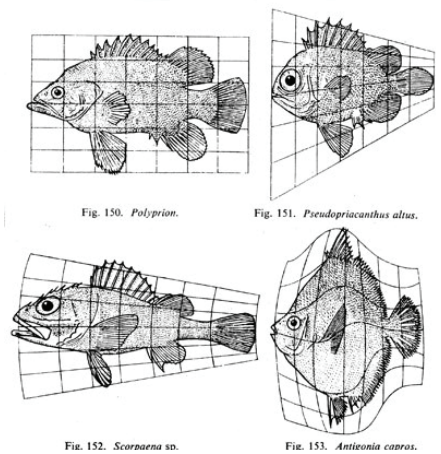 Fig. 150. Polyprion.
Fig. 151. Pseudopriacanthus altus.
Fig. 152. Scorpaena sp.
Fig. 153. Antigonia capros.